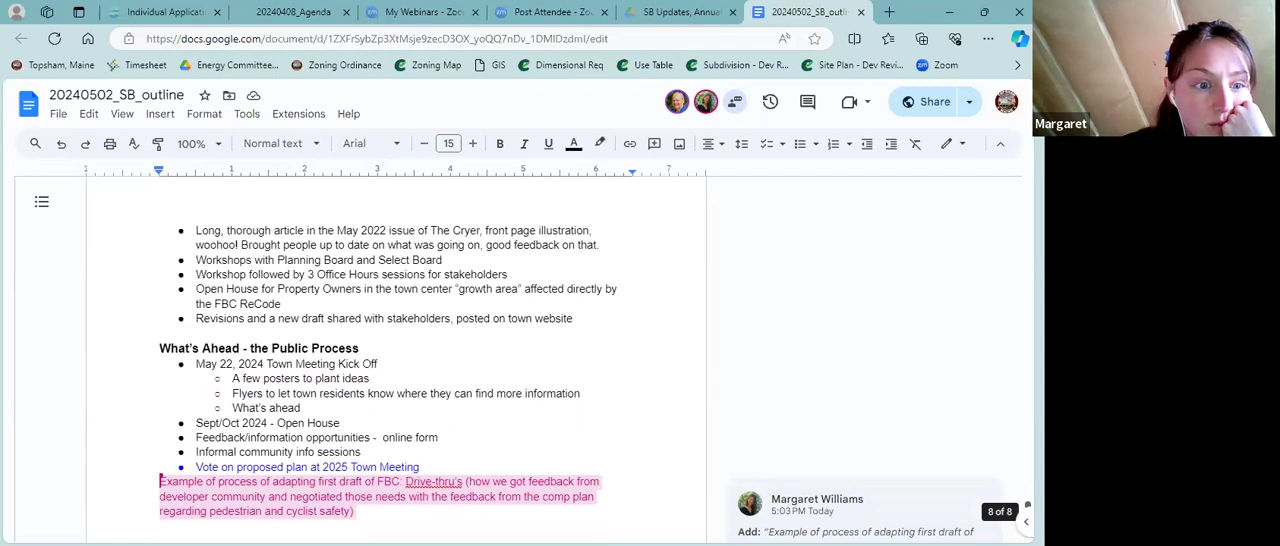 Individual Applicati
20240408_Agenda
My Webinars - Zoo
Post Attendee - Zo
SB Updates, Annual
20240502_SB_outli
https://docs.google.com/document/d/1ZXFrSybZp3XtMsje9zecD3OX_yoQQ7nDv_1DMIDzdmI/edit
Topsham, Maine
Timesheet
Energy Committee...
Zoning Ordinance
Zoning Map
GIS
Dimensional Req
Use Table
Subdivision - Dev R...
Site Plan - Dev Revi...
Zoom
20240502_SB_outline
File Edit View Insert Format Tools Extensions Help
Share
100%
Normal text
Arial
15
1 1 2 3 4 5 6 7
Long, thorough article in the May 2022 issue of The Cryer, front page illustration,
woohoo! Brought people up to date on what was going on, good feedback on that.
Workshops with Planning Board and Select Board
Workshop followed by 3 Office Hours sessions for stakeholders
Open House for Property Owners in the town center “growth area” affected directly by
the FBC ReCode
Revisions and a new draft shared with stakeholders, posted on town website
What's Ahead - the Public Process
May 22, 2024 Town Meeting Kick Off
A few posters to plant ideas
Flyers to let town residents know where they can find more information
What's ahead
Sept/Oct 2024 - Open House
Feedback/information opportunities - online form
Informal community info sessions
Vote on proposed plan at 2025 Town Meeting
Example of process of adapting first draft of FBC: Drive-thru's (how we got feedback from
developer community and negotiated those needs with the feedback from the comp plan
regarding pedestrian and cyclist safety)
Margaret Williams
5:03 PM Today
Add: “Example of process of adapting first draft of
8 of 8
Margaret